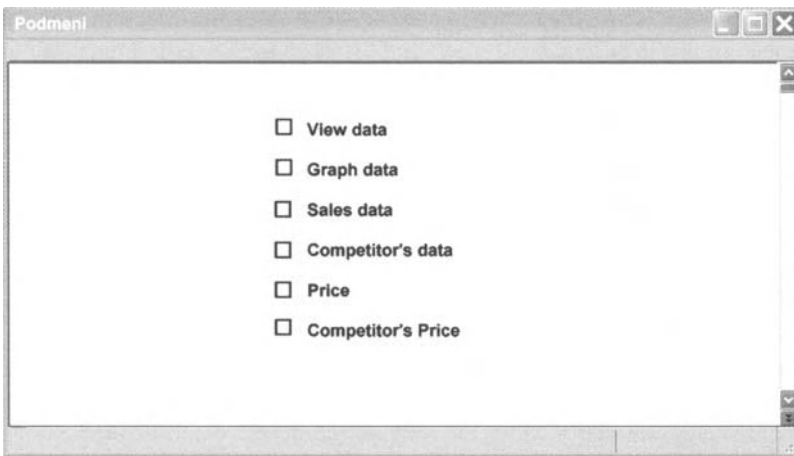 Podmeni
View data
Graph data
Sales data
Competitor's data
Price
Competitor's Price